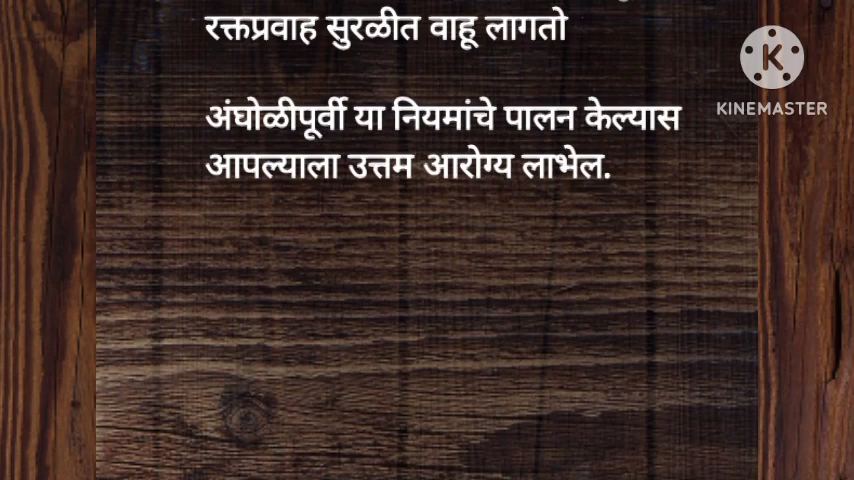 रक्तप्रवाह सुरळीत वाहू लागतो
अंघोळीपूर्वी या नियमांचे पालन केल्यास
आपल्याला उत्तम आरोग्य लाभेल.
K
KINEMASTER